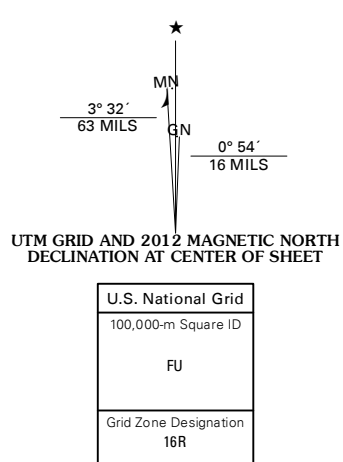 ★
MN
3° 32´
63 MILS
GN
0° 54´
16 MILS
UTM GRID AND 2012 MAGNETIC NORTH
DECLINATION AT CENTER OF SHEET
U.S. National Grid
100,000-m Square ID
FU
Grid Zone Designation
16R